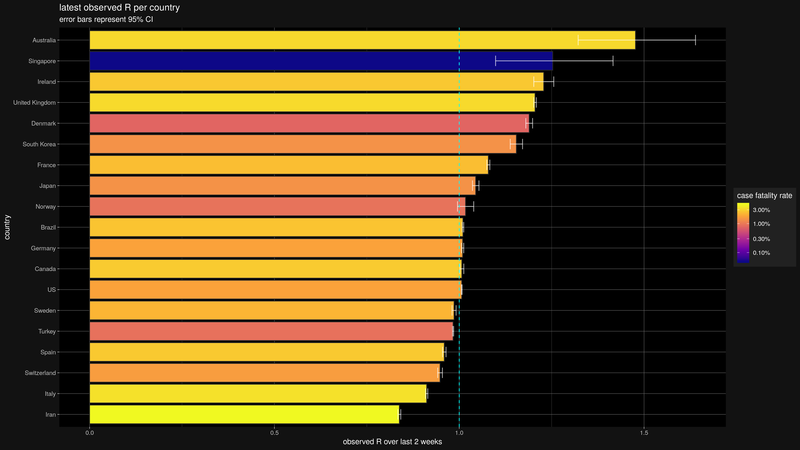 latest observed R per country
error bars represent 95% CI
country
Australia
Singapore
Ireland
United Kingdom
Denmark
South Korea
France
Japan
Norway
Brazil
Germany
Canada
US
Sweden
Turkey
Spain
Switzerland
Italy
Iran
0.0 0.5 1.0 1.5
observed R over last 2 weeks
case fatality rate
3.00%
1.00%
0.30%
0.10%